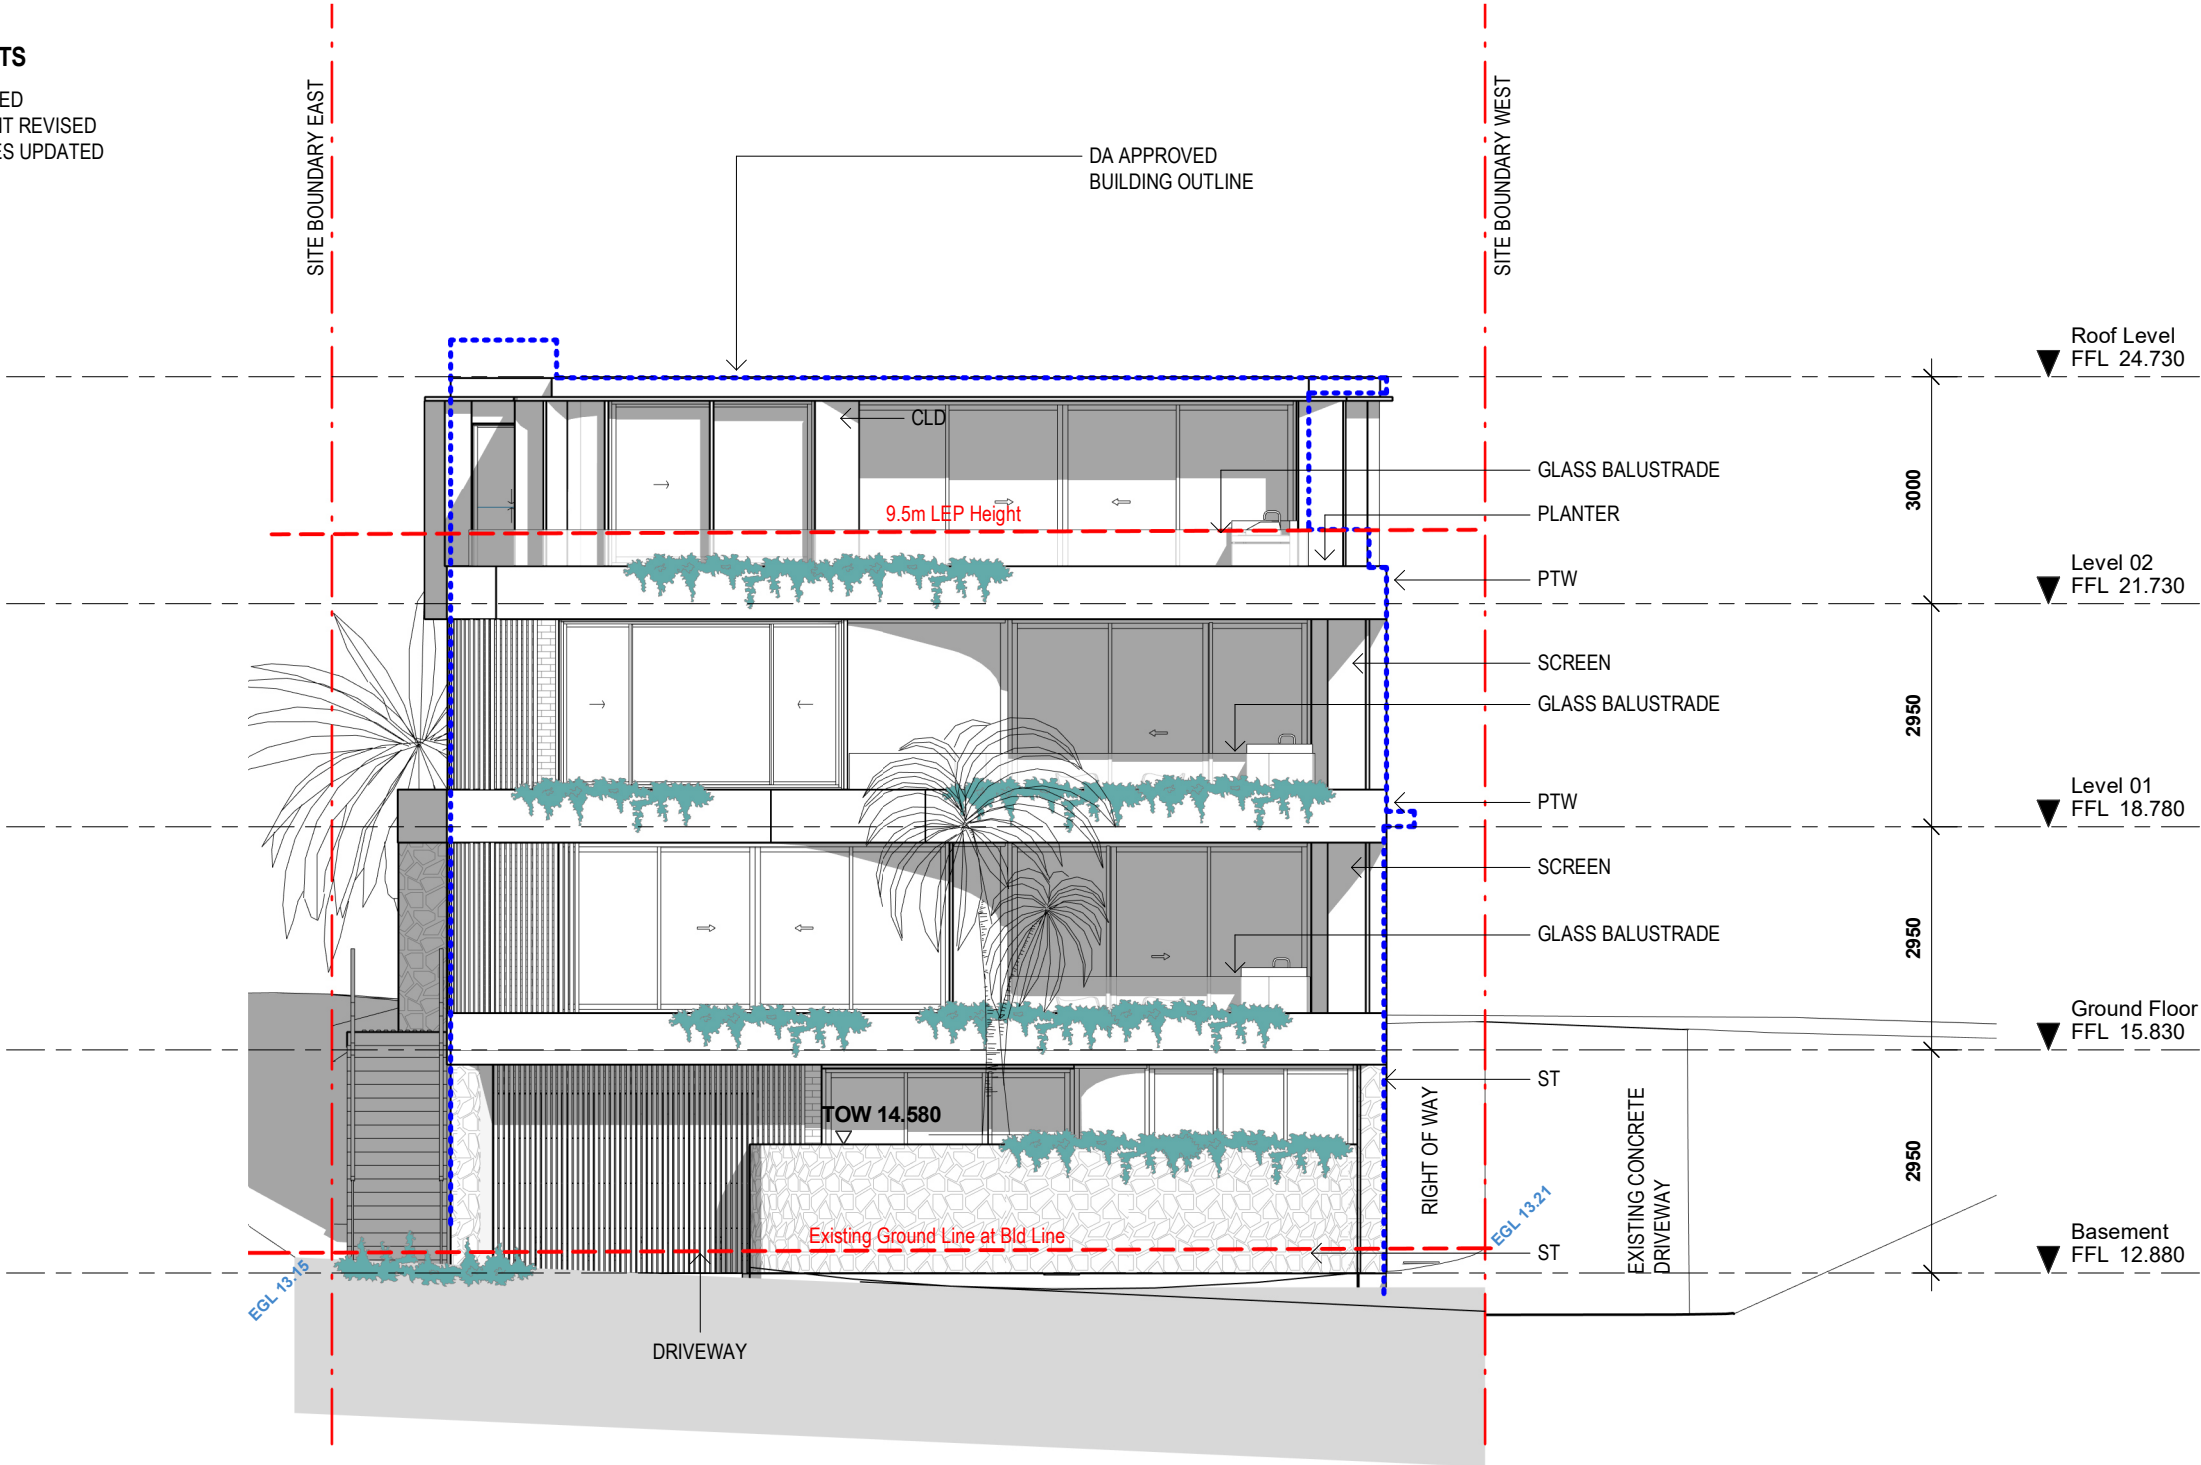 TS
ED
IT REVISED
ES UPDATED
SITE BOUNDARY EAST
SITE BOUNDARY WEST
DA APPROVED
BUILDING OUTLINE
Roof Level
FFL 24.730
CLD
GLASS BALUSTRADE
3000
9.5m LEP Height
PLANTER
Level 02
FFL 21.730
PTW
SCREEN
GLASS BALUSTRADE
2950
Level 01
FFL 18.780
PTW
SCREEN
GLASS BALUSTRADE
2950
Ground Floor
FFL 15.830
ST
TOW 14.580
RIGHT OF WAY
EXISTING CONCRETE
DRIVEWAY
2950
EGL 13.21
Existing Ground Line at Bld Line
ST
Basement
FFL 12.880
EGL 13.15
DRIVEWAY